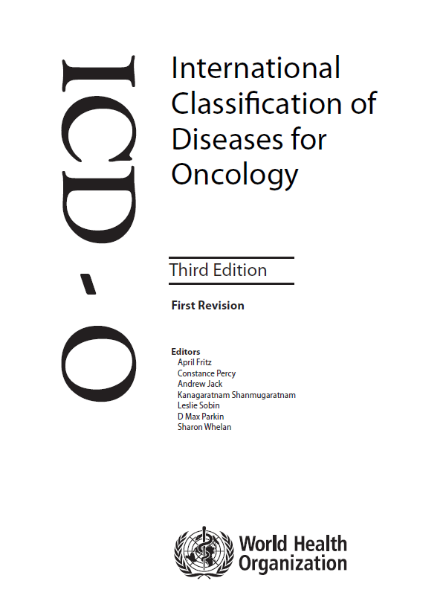 ICD-O
International
Classification of
Diseases for
Oncology
Third Edition
First Revision
Editors
April Fritz
Constance Percy
Andrew Jack
Kanagaratnam Shanmugaratnam
Leslie Sobin
D Max Parkin
Sharon Whelan
World Health
Organization